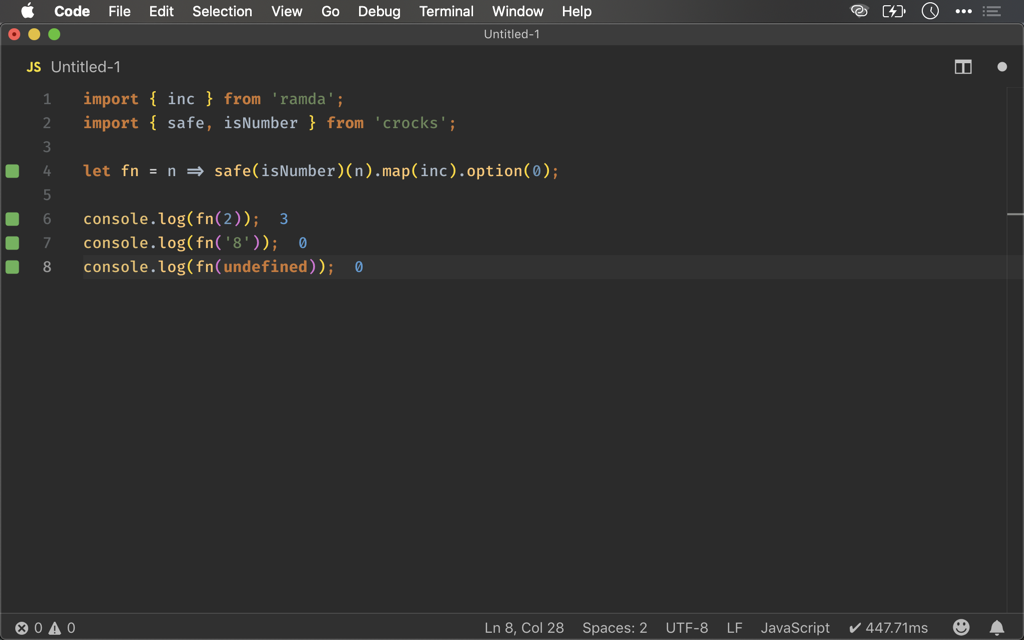 Code File Edit Selection View Go Debug Terminal Window Help
Untitled-1
JS Untitled-1
1 import { inc } from 'ramda';
2 import { safe, isNumber } from 'crocks';
3
4 let fn = n => safe(isNumber)(n).map(inc).option(0);
5
6 console.log(fn(2)); 3
7 console.log(fn('8')); 0
8 console.log(fn(undefined)); 0
0 0 Ln 8, Col 28 Spaces: 2 UTF-8 LF JavaScript ✔ 447.71ms